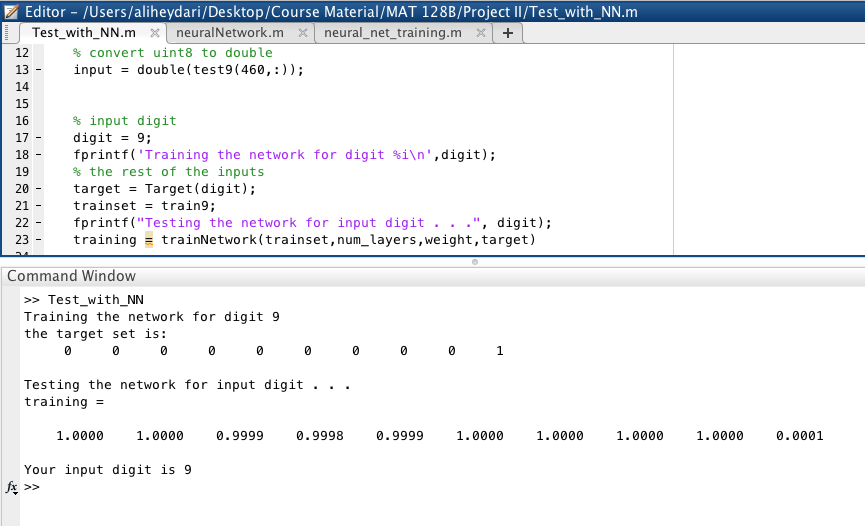 Editor - /Users/aliheydari/Desktop/Course Material/MAT 128B/Project II/Test_with_NN.m
Test_with_NN.m × neuralNetwork.m × neural_net_training.m × +
12 % convert uint8 to double
13 - input = double(test9(460,:));
14
15
16 % input digit
17 - digit = 9;
18 - fprintf('Training the network for digit %i\n',digit);
19 % the rest of the inputs
20 - target = Target(digit);
21 - trainset = train9;
22 - fprintf("Testing the network for input digit . . .", digit);
23 - training = trainNetwork(trainset,num_layers,weight,target)
Command Window
>> Test_with_NN
Training the network for digit 9
the target set is:
0 0 0 0 0 0 0 0 0 1
Testing the network for input digit . . .
training =
1.0000 1.0000 0.9999 0.9998 0.9999 1.0000 1.0000 1.0000 1.0000 0.0001
Your input digit is 9
fx >>